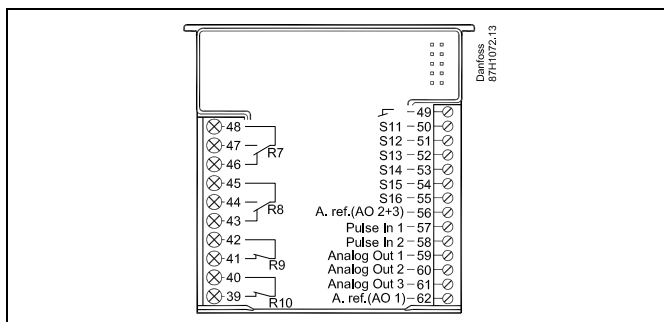 Danfoss
87H1072.13
48
47
R7
46
45
44
R8
43
42
41
R9
40
39
R10
49
S11 50
S12 51
S13 52
S14 53
S15 54
S16 55
A. ref.(AO 2+3) 56
Pulse In 1 57
Pulse In 2 58
Analog Out 1 59
Analog Out 2 60
Analog Out 3 61
A. ref.(AO 1) 62